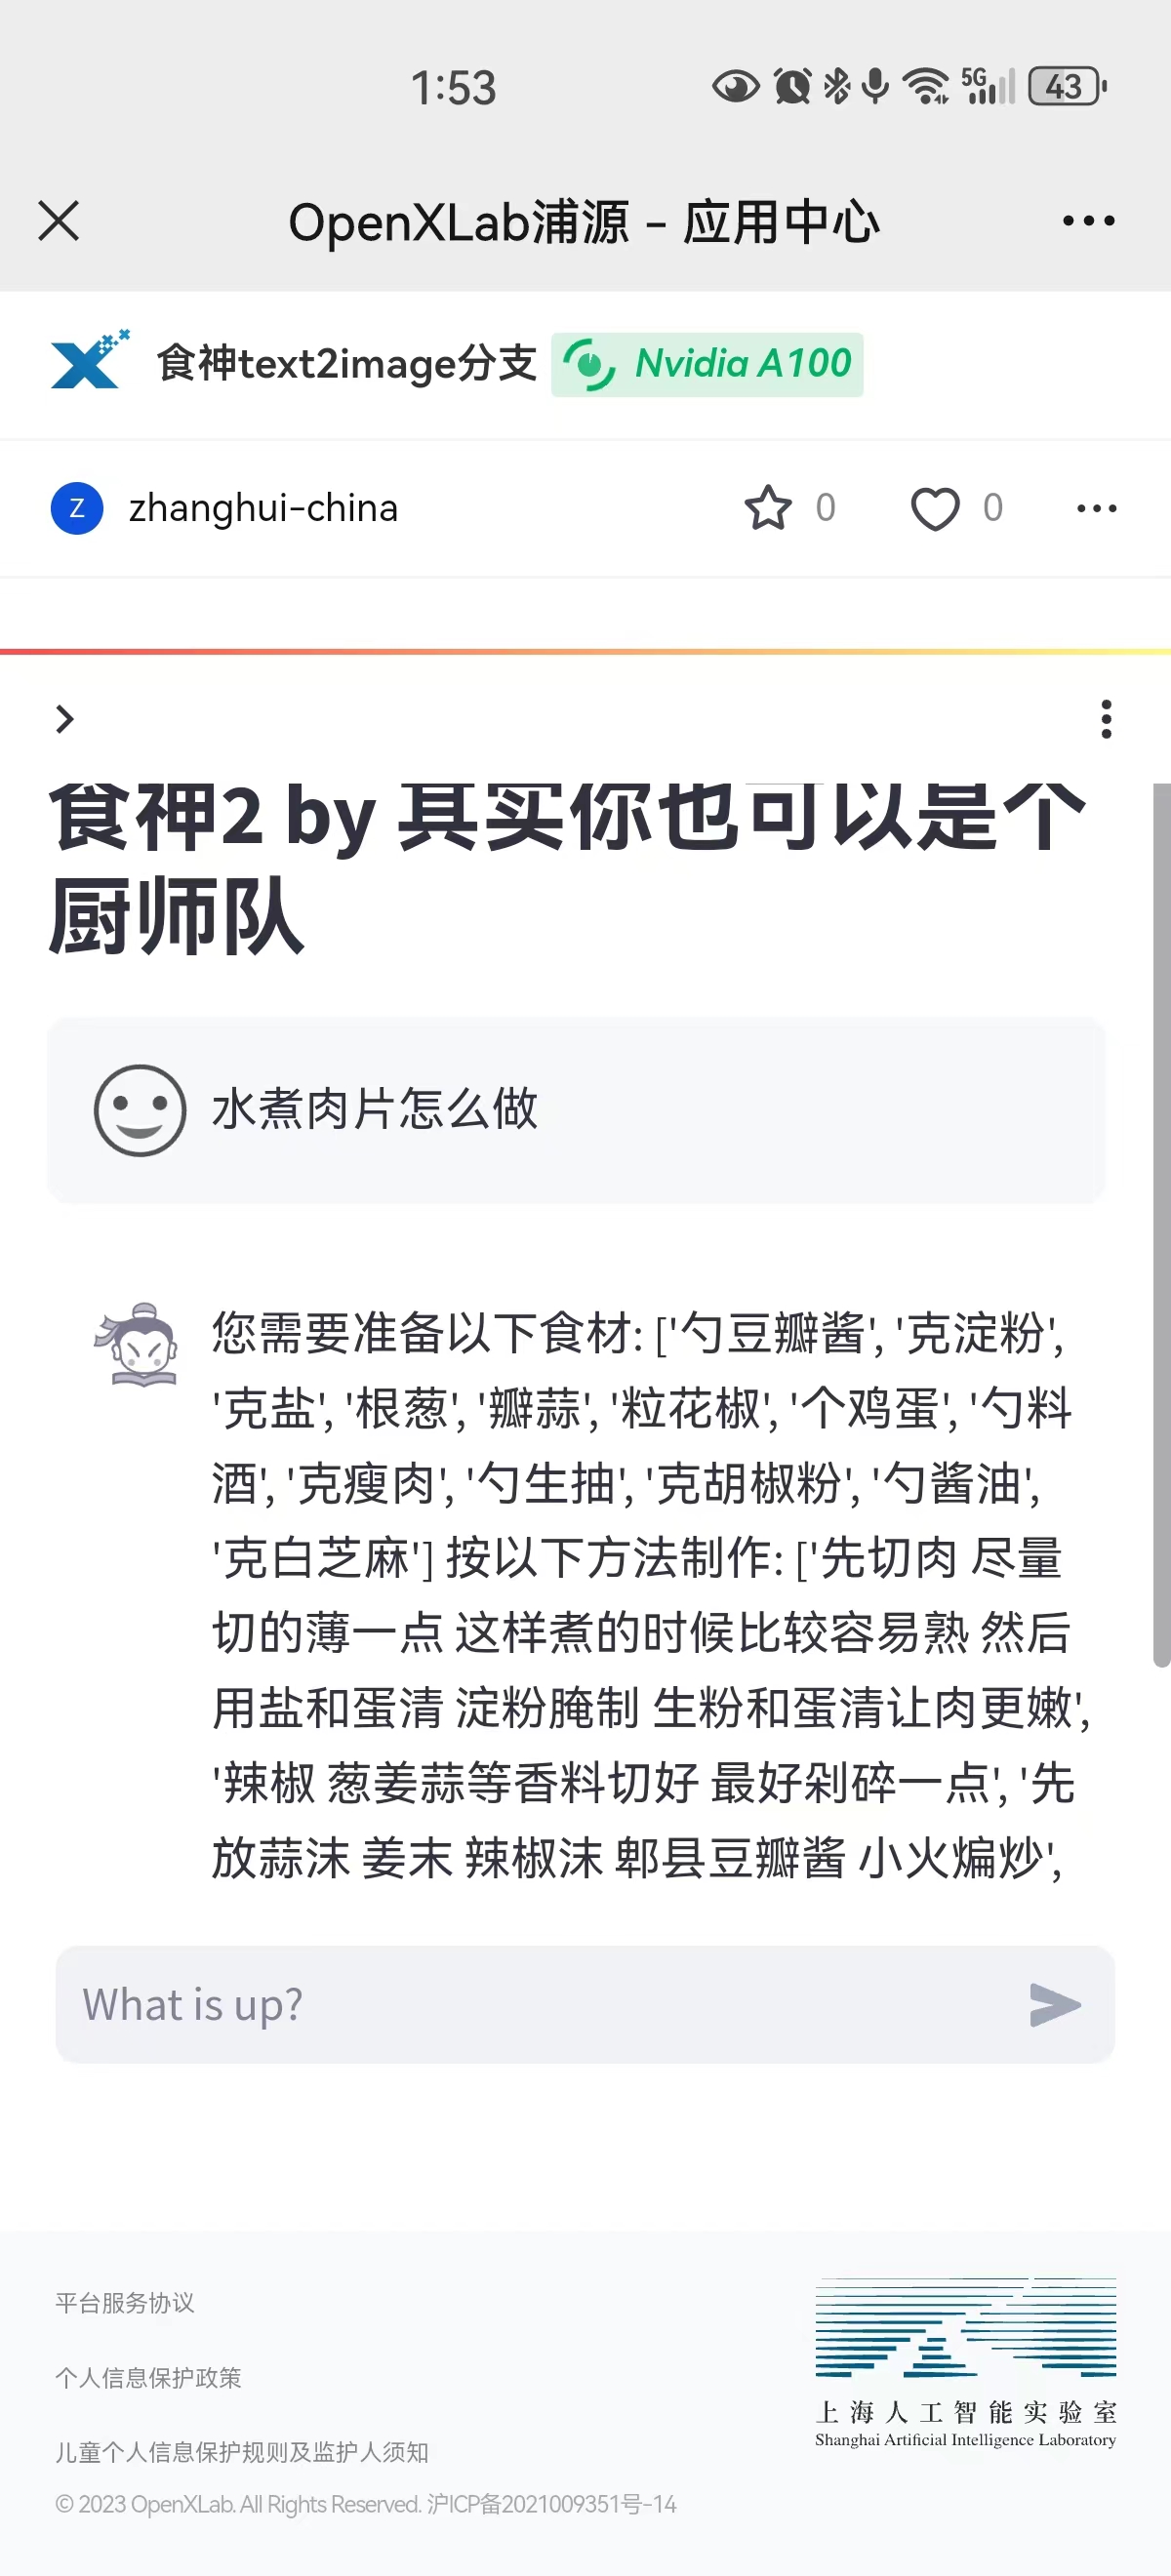 1:53
5G
43
OpenXLab浦源 - 应用中心
食神text2image分支
Nvidia A100
Z
zhanghui-china
0
0
食神2 by 其实你也可以是个
厨师队
水煮肉片怎么做
您需要准备以下食材: ['勺豆瓣酱', '克淀粉',
'克盐', '根葱', '瓣蒜', '粒花椒', '个鸡蛋', '勺料
酒', '克瘦肉', '勺生抽', '克胡椒粉', '勺酱油',
'克白芝麻'] 按以下方法制作: ['先切肉 尽量
切的薄一点 这样煮的时候比较容易熟 然后
用盐和蛋清 淀粉腌制 生粉和蛋清让肉更嫩',
'辣椒 葱姜蒜等香料切好 最好剁碎一点', '先
放蒜沫 姜末 辣椒沫 郫县豆瓣酱 小火煸炒',
What is up?
平台服务协议
个人信息保护政策
儿童个人信息保护规则及监护人须知
© 2023 OpenXLab. All Rights Reserved. 沪ICP备2021009351号-14
上海人工智能实验室
Shanghai Artificial Intelligence Laboratory